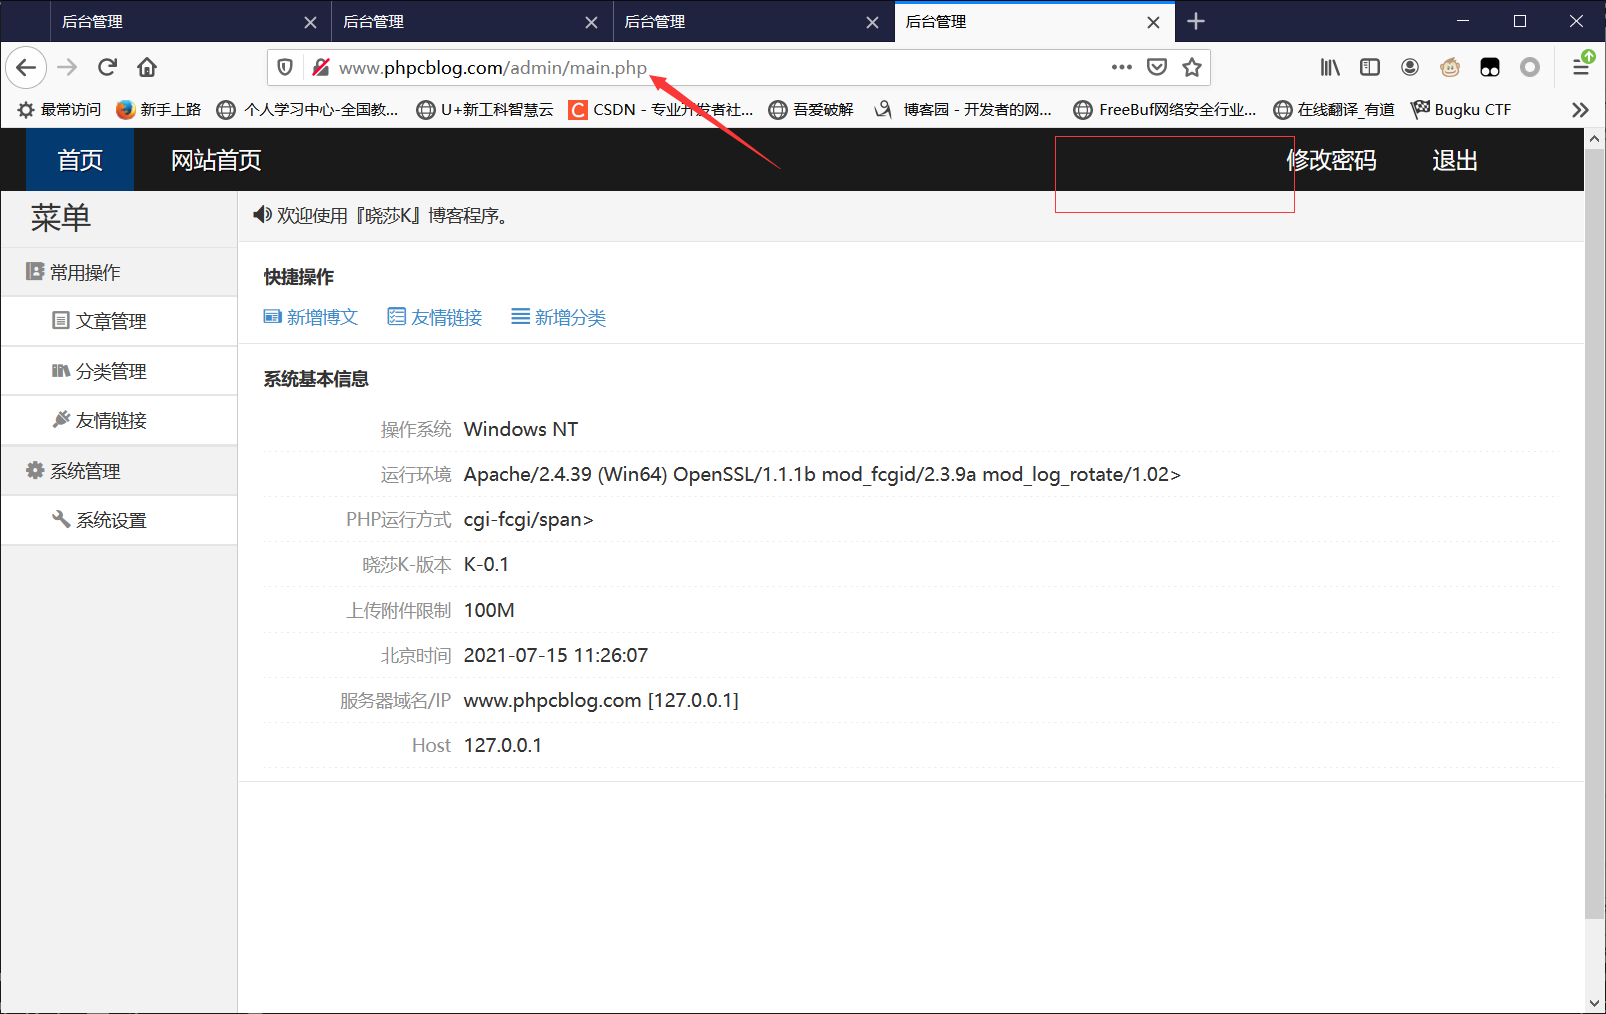 后台管理
后台管理
后台管理
后台管理
www.phpcblog.com/admin/main.php
最常访问 新手上路 个人学习中心-全国教... U+新工科智慧云 CSDN - 专业开发者社... 吾爱破解 博客园 - 开发者的网... FreeBuf网络安全行业... 在线翻译_有道 Bugku CTF
首页 网站首页 修改密码 退出
菜单
欢迎使用『晓莎K』博客程序。
常用操作
文章管理
分类管理
友情链接
系统管理
系统设置
快捷操作
新增博文 友情链接 新增分类
系统基本信息
操作系统 Windows NT
运行环境 Apache/2.4.39 (Win64) OpenSSL/1.1.1b mod_fcgid/2.3.9a mod_log_rotate/1.02>
PHP运行方式 cgi-fcgi/span>
晓莎K-版本 K-0.1
上传附件限制 100M
北京时间 2021-07-15 11:26:07
服务器域名/IP www.phpcblog.com [127.0.0.1]
Host 127.0.0.1